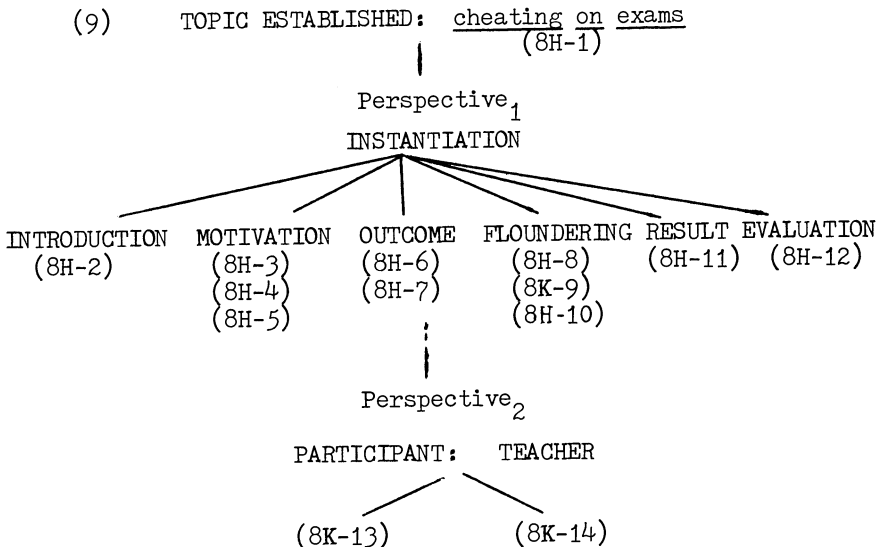 (9) TOPIC ESTABLISHED: cheating on exams
(8H-1)
Perspective1
INSTANTIATION
INTRODUCTION MOTIVATION OUTCOME FLOUNDERING RESULT EVALUATION
(8H-2) (8H-3) (8H-6) (8H-8) (8H-11) (8H-12)
(8H-4) (8H-7) (8K-9)
(8H-5) (8H-10)
Perspective2
PARTICIPANT: TEACHER
(8K-13) (8K-14)